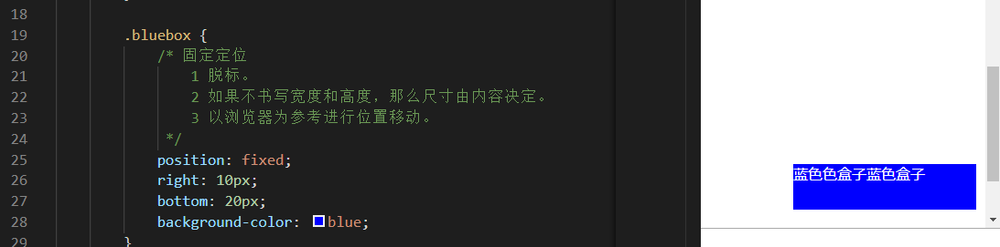 18
19 .bluebox {
20 /* 固定定位
21 1 脱标。
22 2 如果不书写宽度和高度，那么尺寸由内容决定。
23 3 以浏览器为参考进行位置移动。
24 */
25 position: fixed;
26 right: 10px;
27 bottom: 20px;
28 background-color: blue;
29 }
蓝色色盒子蓝色盒子